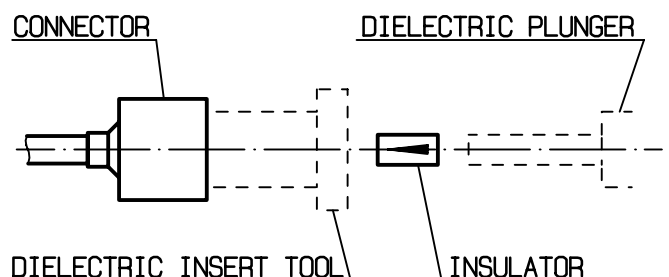 CONNECTOR
DIELECTRIC PLUNGER
DIELECTRIC INSERT TOOL
INSULATOR